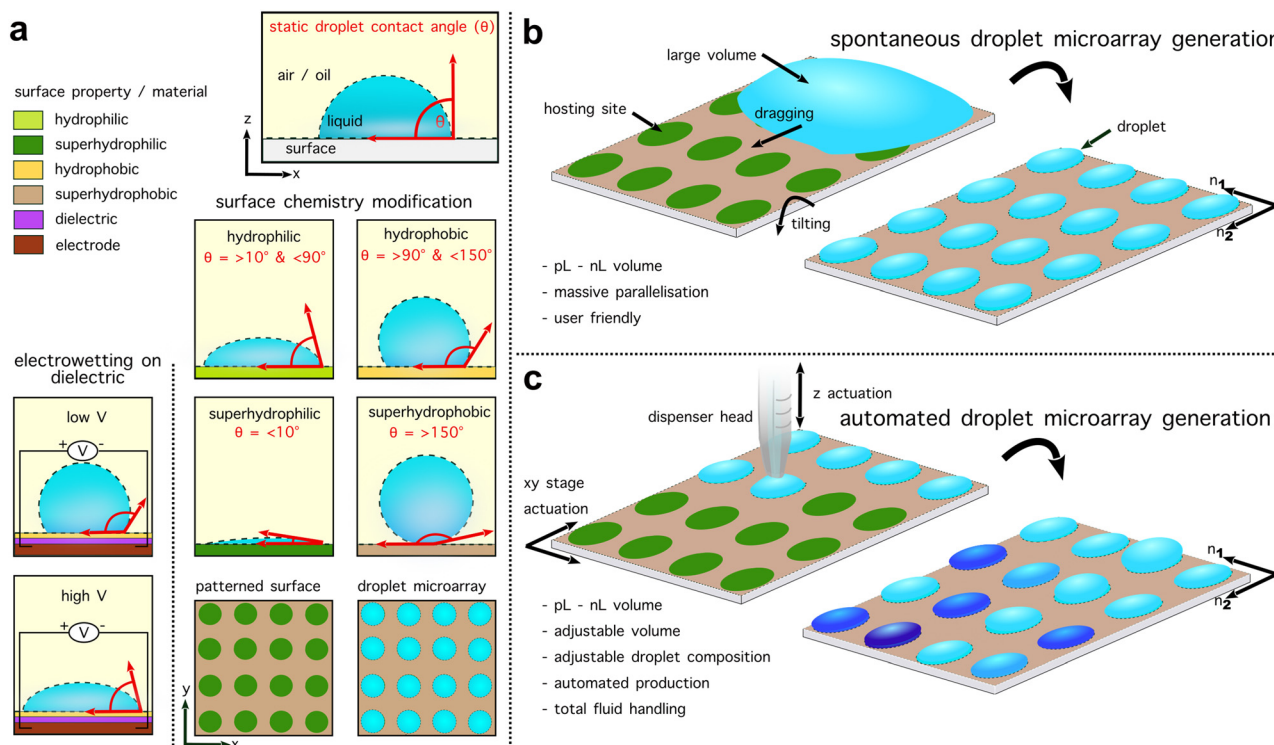 a
static droplet contact angle (θ)
air / oil
liquid
θ
surface
z
x
surface property / material
hydrophilic
superhydrophilic
hydrophobic
superhydrophobic
dielectric
electrode
surface chemistry modification
hydrophilic
θ = >10° & <90°
hydrophobic
θ = >90° & <150°
superhydrophilic
θ = <10°
superhydrophobic
θ = >150°
electrowetting on
dielectric
low V
+ V -
high V
+ V -
patterned surface
droplet microarray
y
x
b
spontaneous droplet microarray generation
large volume
hosting site
dragging
droplet
tilting
n1
n2
- pL - nL volume
- massive parallelisation
- user friendly
c
z actuation
dispenser head
automated droplet microarray generation
xy stage
actuation
n1
n2
- pL - nL volume
- adjustable volume
- adjustable droplet composition
- automated production
- total fluid handling